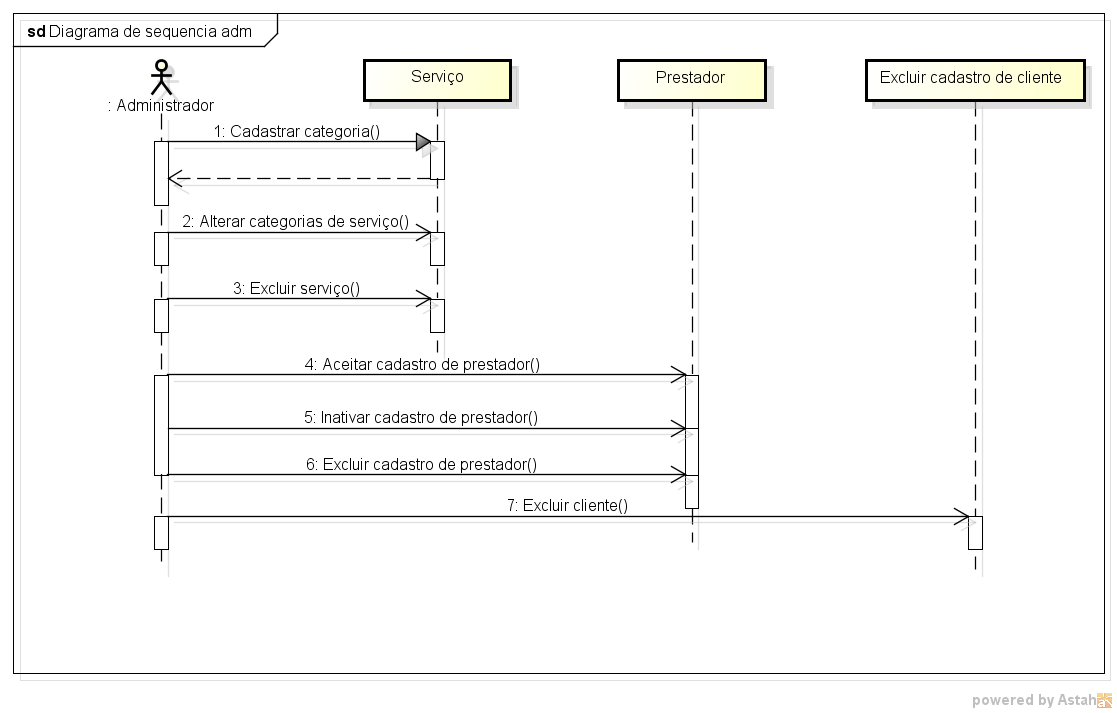 sd Diagrama de sequencia adm
: Administrador
Serviço
Prestador
Excluir cadastro de cliente
1: Cadastrar categoria()
2: Alterar categorias de serviço()
3: Excluir serviço()
4: Aceitar cadastro de prestador()
5: Inativar cadastro de prestador()
6: Excluir cadastro de prestador()
7: Excluir cliente()
powered by Astah